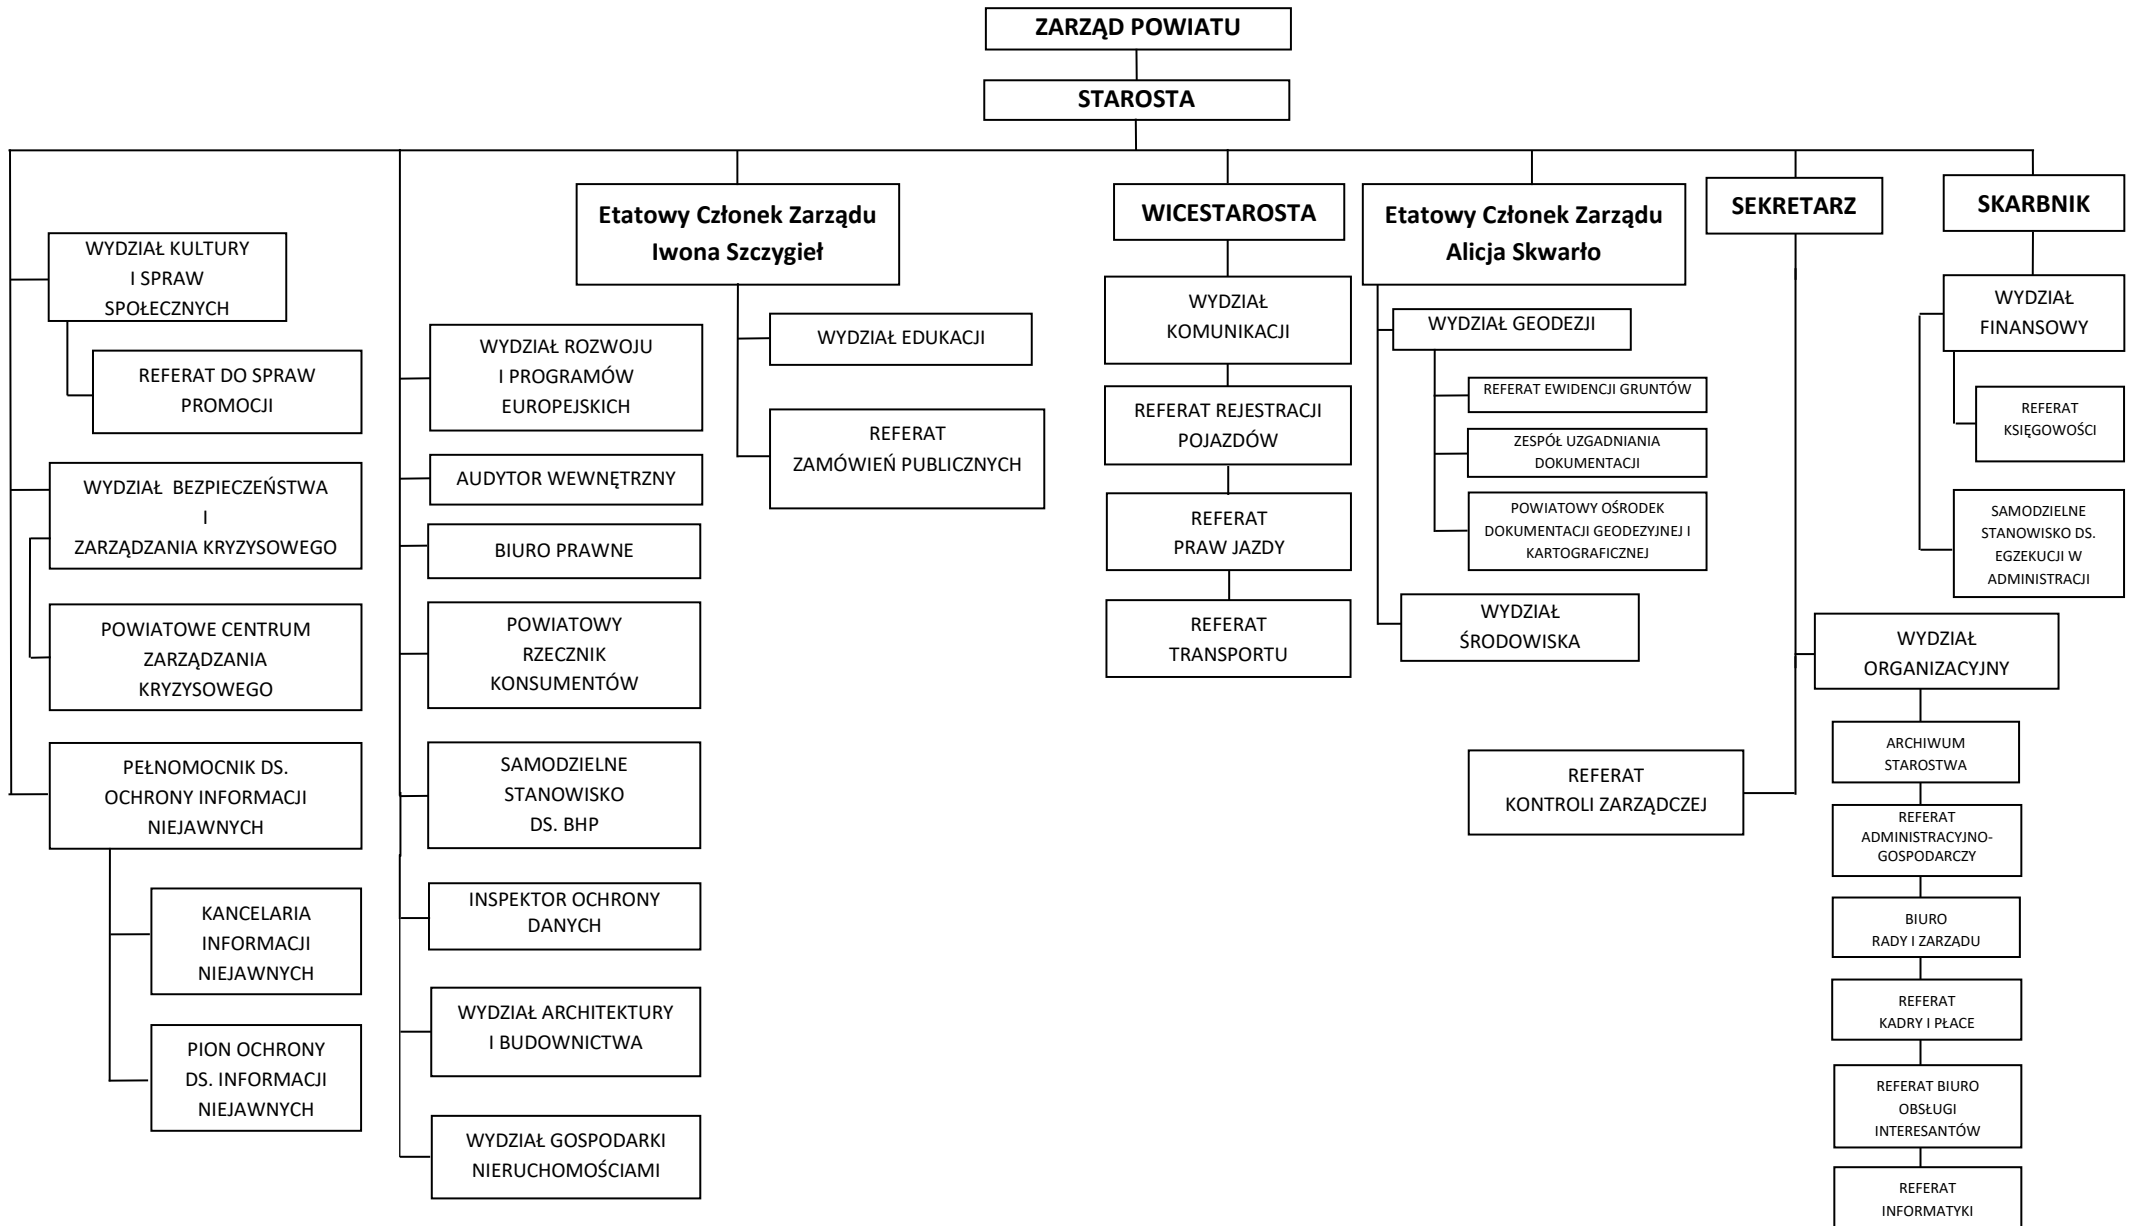 ZARZĄD POWIATU
STAROSTA
WYDZIAŁ KULTURY
I SPRAW
SPOŁECZNYCH
REFERAT DO SPRAW
PROMOCJI
WYDZIAŁ  BEZPIECZEŃSTWA
I
ZARZĄDZANIA KRYZYSOWEGO
POWIATOWE CENTRUM
ZARZĄDZANIA
KRYZYSOWEGO
PEŁNOMOCNIK DS.
OCHRONY INFORMACJI
NIEJAWNYCH
KANCELARIA
INFORMACJI
NIEJAWNYCH
PION OCHRONY
DS. INFORMACJI
NIEJAWNYCH
WYDZIAŁ ROZWOJU
I PROGRAMÓW
EUROPEJSKICH
AUDYTOR WEWNĘTRZNY
BIURO PRAWNE
POWIATOWY
RZECZNIK
KONSUMENTÓW
SAMODZIELNE
STANOWISKO
DS. BHP
INSPEKTOR OCHRONY
DANYCH
WYDZIAŁ ARCHITEKTURY
I BUDOWNICTWA
WYDZIAŁ GOSPODARKI
NIERUCHOMOŚCIAMI
Etatowy Członek Zarządu
Iwona Szczygieł
WYDZIAŁ EDUKACJI
REFERAT
ZAMÓWIEŃ PUBLICZNYCH
WICESTAROSTA
WYDZIAŁ
KOMUNIKACJI
REFERAT REJESTRACJI
POJAZDÓW
REFERAT
PRAW JAZDY
REFERAT
TRANSPORTU
Etatowy Członek Zarządu
Alicja Skwarło
WYDZIAŁ GEODEZJI
REFERAT EWIDENCJI GRUNTÓW
ZESPÓŁ UZGADNIANIA
DOKUMENTACJI
POWIATOWY OŚRODEK
DOKUMENTACJI GEODEZYJNEJ I
KARTOGRAFICZNEJ
WYDZIAŁ
ŚRODOWISKA
SEKRETARZ
REFERAT
KONTROLI ZARZĄDCZEJ
WYDZIAŁ
ORGANIZACYJNY
ARCHIWUM
STAROSTWA
REFERAT
ADMINISTRACYJNO-
GOSPODARCZY
BIURO
RADY I ZARZĄDU
REFERAT
KADRY I PŁACE
REFERAT BIURO
OBSŁUGI
INTERESANTÓW
REFERAT
INFORMATYKI
SKARBNIK
WYDZIAŁ
FINANSOWY
REFERAT
KSIĘGOWOŚCI
SAMODZIELNE
STANOWISKO DS.
EGZEKUCJI W
ADMINISTRACJI